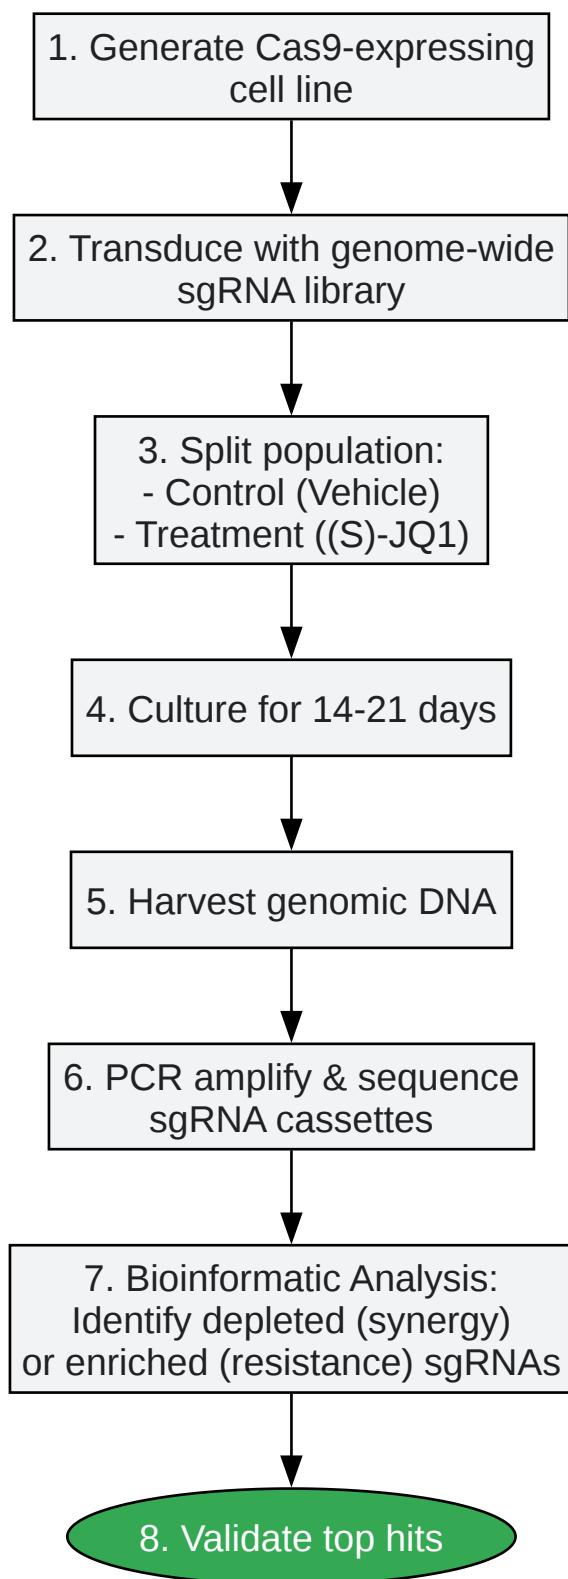 1. Generate Cas9-expressing
cell line
2. Transduce with genome-wide
sgRNA library
3. Split population:
- Control (Vehicle)
- Treatment ((S)-JQ1)
4. Culture for 14-21 days
5. Harvest genomic DNA
6. PCR amplify & sequence
sgRNA cassettes
7. Bioinformatic Analysis:
Identify depleted (synergy)
or enriched (resistance) sgRNAs
8. Validate top hits